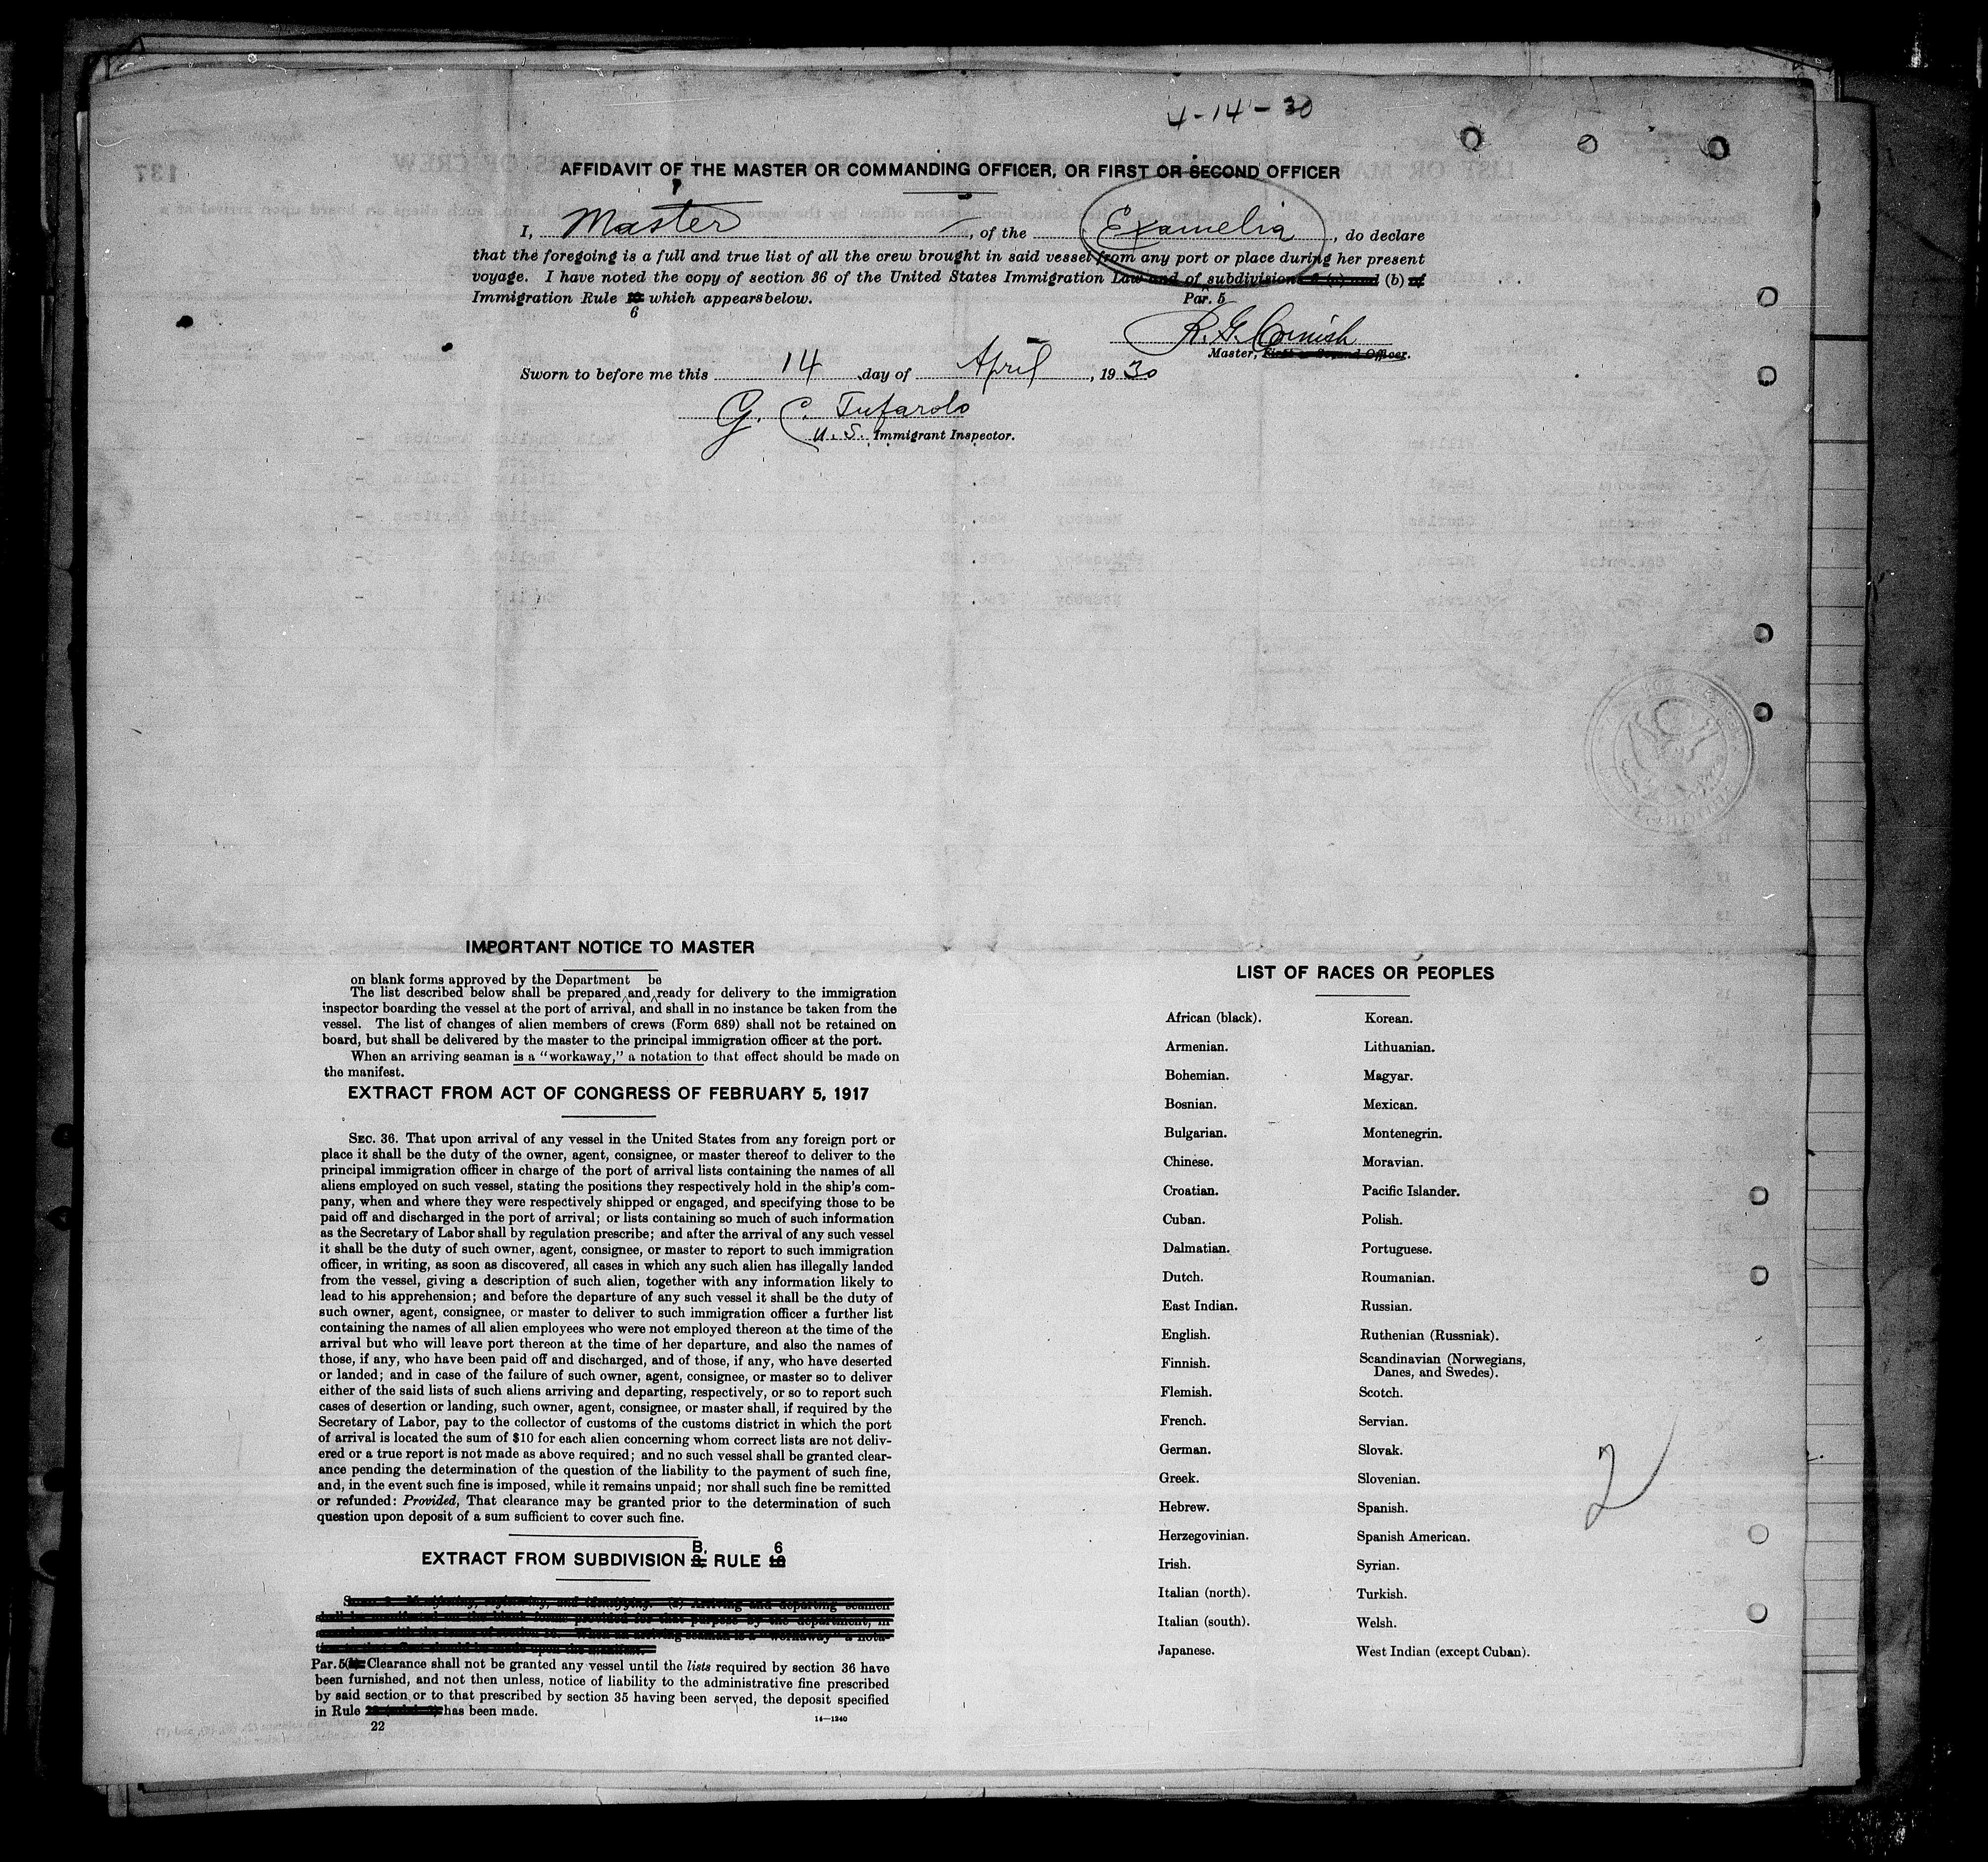 4-14-30
AFFIDAVIT OF THE MASTER OR COMMANDING OFFICER, OR FIRST OR SECOND OFFICER
I, Master, of the Examelia, do declare
that the foregoing is a full and true list of all the crew brought in said vessel from any port or place during her present
voyage. I have noted the copy of section 36 of the United States Immigration Law and of subdivisions (a) and (b) of
Immigration Rule 10 which appears below.
6
Par. 5
R. G. Cornish
Master, First or Second Officer.
Sworn to before me this 14 day of April, 1930
G. C. Tufarolo
U. S. Immigrant Inspector.
IMPORTANT NOTICE TO MASTER
on blank forms approved by the Department be
The list described below shall be prepared and ready for delivery to the immigration
inspector boarding the vessel at the port of arrival, and shall in no instance be taken from the
vessel. The list of changes of alien members of crews (Form 689) shall not be retained on
board, but shall be delivered by the master to the principal immigration officer at the port.
When an arriving seaman is a "workaway," a notation to that effect should be made on
the manifest.
EXTRACT FROM ACT OF CONGRESS OF FEBRUARY 5, 1917
SEC. 36. That upon arrival of any vessel in the United States from any foreign port or
place it shall be the duty of the owner, agent, consignee, or master thereof to deliver to the
principal immigration officer in charge of the port of arrival lists containing the names of all
aliens employed on such vessel, stating the positions they respectively hold in the ship's com-
pany, when and where they were respectively shipped or engaged, and specifying those to be
paid off and discharged in the port of arrival; or lists containing so much of such information
as the Secretary of Labor shall by regulation prescribe; and after the arrival of any such vessel
it shall be the duty of such owner, agent, consignee, or master to report to such immigration
officer, in writing, as soon as discovered, all cases in which any such alien has illegally landed
from the vessel, giving a description of such alien, together with any information likely to
lead to his apprehension; and before the departure of any such vessel it shall be the duty of
such owner, agent, consignee, or master to deliver to such immigration officer a further list
containing the names of all alien employees who were not employed thereon at the time of the
arrival but who will leave port thereon at the time of her departure, and also the names of
those, if any, who have been paid off and discharged, and of those, if any, who have deserted
or landed; and in case of the failure of such owner, agent, consignee, or master so to deliver
either of the said lists of such aliens arriving and departing, respectively, or so to report such
cases of desertion or landing, such owner, agent, consignee, or master shall, if required by the
Secretary of Labor, pay to the collector of customs of the customs district in which the port
of arrival is located the sum of $10 for each alien concerning whom correct lists are not deliv-
ered or a true report is not made as above required; and no such vessel shall be granted clear-
ance pending the determination of the question of the liability to the payment of such fine,
and, in the event such fine is imposed, while it remains unpaid; nor shall such fine be remitted
or refunded: Provided, That clearance may be granted prior to the determination of such
question upon deposit of a sum sufficient to cover such fine.
B. 6
EXTRACT FROM SUBDIVISION RULE 10
Par. 5 Clearance shall not be granted any vessel until the lists required by section 36 have
been furnished, and not then unless, notice of liability to the administrative fine prescribed
by said section or to that prescribed by section 35 having been served, the deposit specified
in Rule has been made.
22
14—1240
LIST OF RACES OR PEOPLES
African (black). Korean.
Armenian. Lithuanian.
Bohemian. Magyar.
Bosnian. Mexican.
Bulgarian. Montenegrin.
Chinese. Moravian.
Croatian. Pacific Islander.
Cuban. Polish.
Dalmatian. Portuguese.
Dutch. Roumanian.
East Indian. Russian.
English. Ruthenian (Russniak).
Finnish. Scandinavian (Norwegians,
Danes, and Swedes).
Flemish. Scotch.
French. Servian.
German. Slovak.
Greek. Slovenian.
Hebrew. Spanish.
Herzegovinian. Spanish American.
Irish. Syrian.
Italian (north). Turkish.
Italian (south). Welsh.
Japanese. West Indian (except Cuban).
2